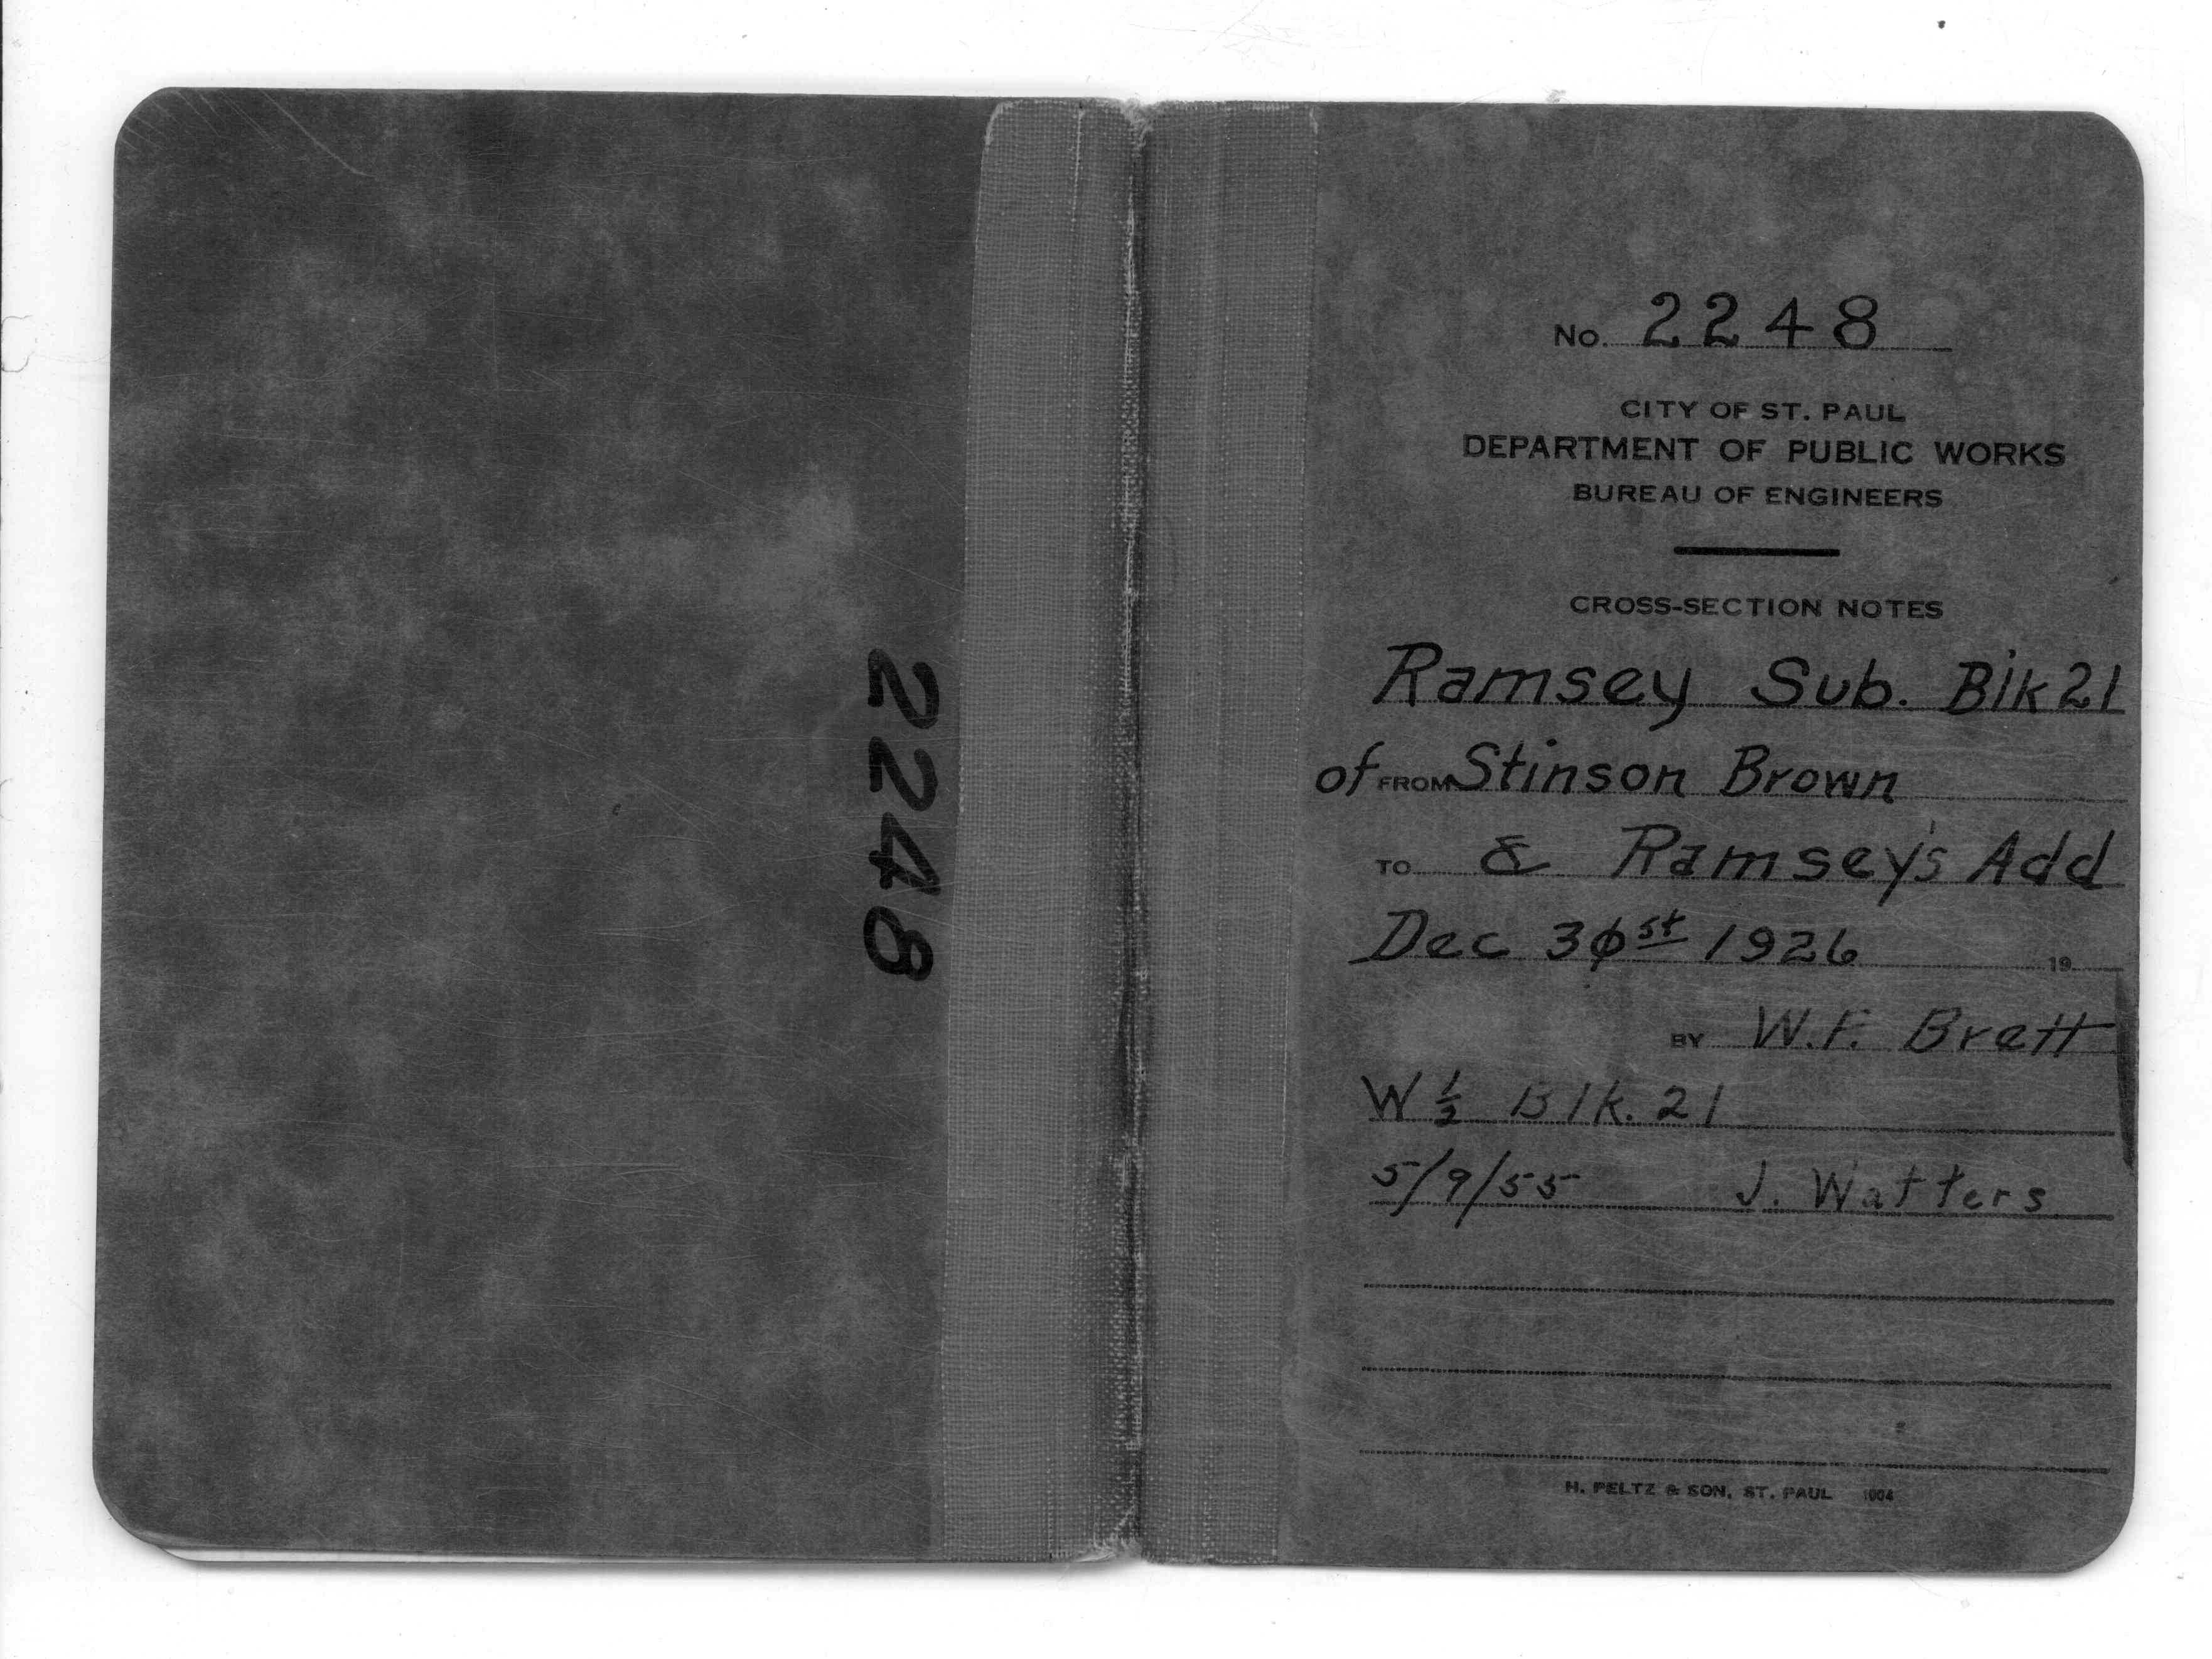 2248
No. 2248
CITY OF ST. PAUL
DEPARTMENT OF PUBLIC WORKS
BUREAU OF ENGINEERS
CROSS-SECTION NOTES
Ramsey Sub. Blk 21
of FROM Stinson Brown
TO & Ramsey's Add
Dec 3φst 1926 19
BY W.F. Brett
W ½ Blk. 21
5/9/55 J. Watters
H. PELTZ & SON, ST. PAUL 1004